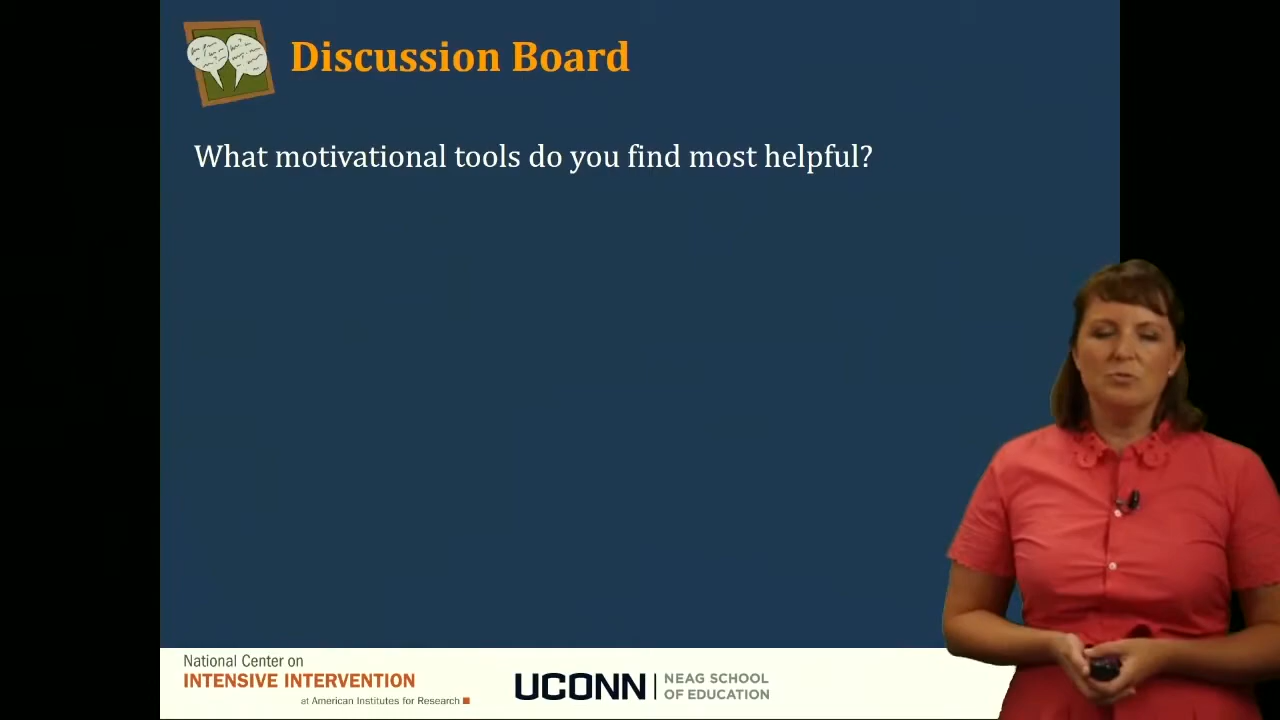 Discussion Board
What motivational tools do you find most helpful?
National Center on
INTENSIVE INTERVENTION
at American Institutes for Research
UCONN
NEAG SCHOOL
OF EDUCATION